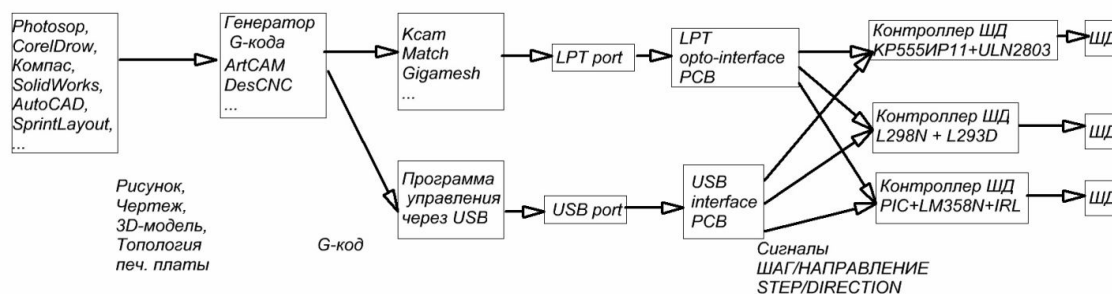 Photosop,
CorelDrow,
Компас,
SolidWorks,
AutoCAD,
SprintLayout,
...
Генератор
G-кода
ArtCAM
DesCNC
...
Kcam
Match
Gigamesh
...
LPT port
LPT
opto-interface
PCB
Контроллер ШД
КР555ИР11+ULN2803
ШД
Контроллер ШД
L298N + L293D
ШД
Программа
управления
через USB
USB port
USB
interface
PCB
Контроллер ШД
PIC+LM358N+IRL
ШД
Рисунок,
Чертеж,
3D-модель,
Топология
печ. платы
G-код
Сигналы
ШАГ/НАПРАВЛЕНИЕ
STEP/DIRECTION